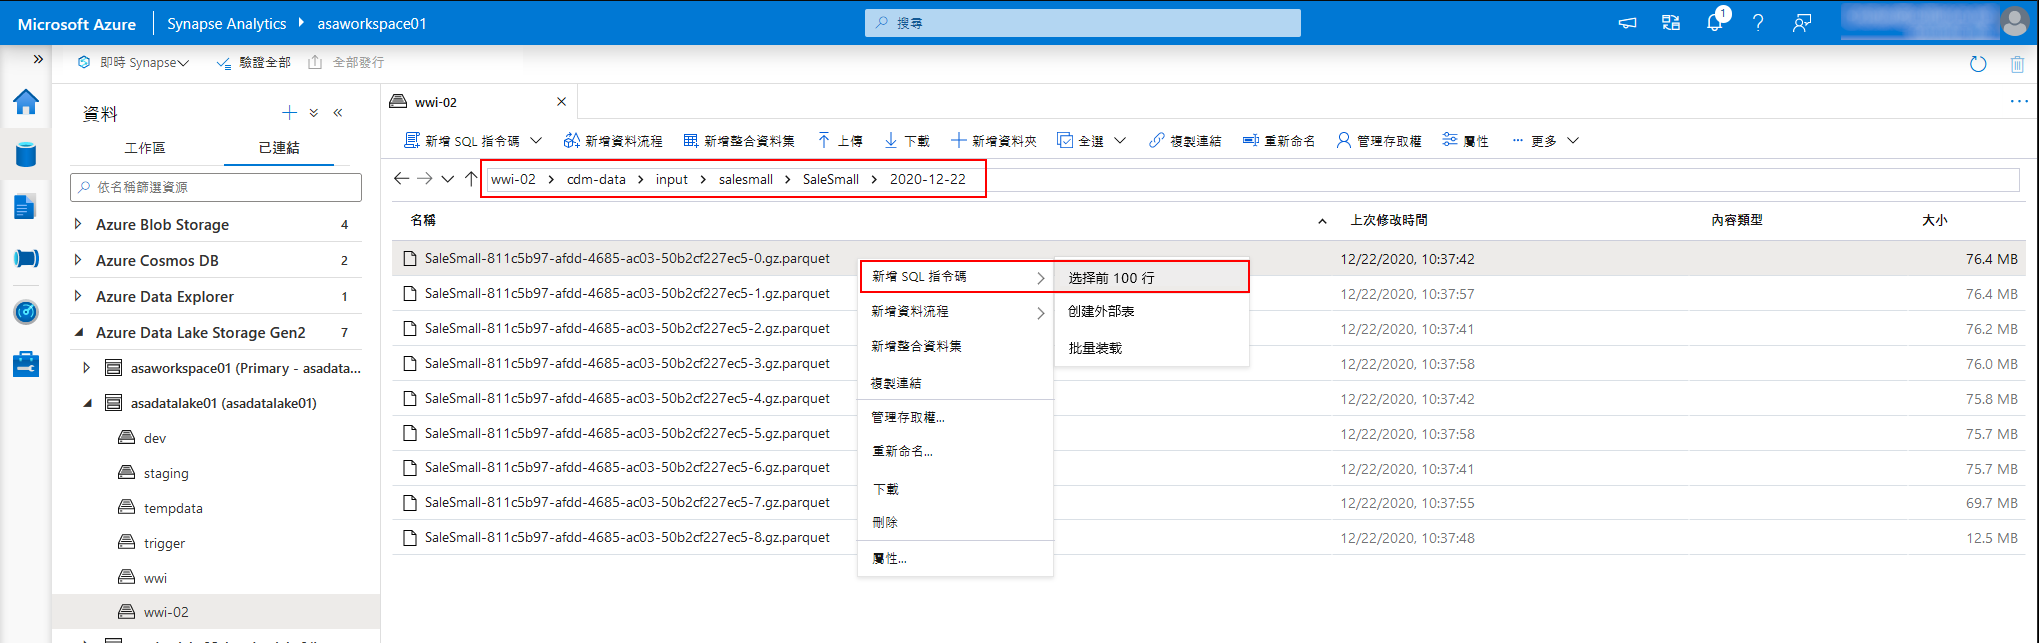 Microsoft Azure Synapse Analytics asaworkspace01 搜尋 1
即時 Synapse 驗證全部 全部發行
資料
工作區 已連結
依名稱篩選資源
Azure Blob Storage 4
Azure Cosmos DB 2
Azure Data Explorer 1
Azure Data Lake Storage Gen2 7
asaworkspace01 (Primary - asadata...
asadatalake01 (asadatalake01)
dev
staging
tempdata
trigger
wwi
wwi-02
wwi-02
新增 SQL 指令碼 新增資料流程 新增整合資料集 上傳 下載 新增資料夾 全選 複製連結 重新命名 管理存取權 屬性 更多
wwi-02 cdm-data input salesmall SaleSmall 2020-12-22
名稱 上次修改時間 內容類型 大小
SaleSmall-811c5b97-afdd-4685-ac03-50b2cf227ec5-0.gz.parquet 12/22/2020, 10:37:42 76.4 MB
SaleSmall-811c5b97-afdd-4685-ac03-50b2cf227ec5-1.gz.parquet 12/22/2020, 10:37:57 76.4 MB
SaleSmall-811c5b97-afdd-4685-ac03-50b2cf227ec5-2.gz.parquet 12/22/2020, 10:37:41 76.2 MB
SaleSmall-811c5b97-afdd-4685-ac03-50b2cf227ec5-3.gz.parquet 12/22/2020, 10:37:58 76.0 MB
SaleSmall-811c5b97-afdd-4685-ac03-50b2cf227ec5-4.gz.parquet 12/22/2020, 10:37:42 75.8 MB
SaleSmall-811c5b97-afdd-4685-ac03-50b2cf227ec5-5.gz.parquet 12/22/2020, 10:37:58 75.7 MB
SaleSmall-811c5b97-afdd-4685-ac03-50b2cf227ec5-6.gz.parquet 12/22/2020, 10:37:41 75.7 MB
SaleSmall-811c5b97-afdd-4685-ac03-50b2cf227ec5-7.gz.parquet 12/22/2020, 10:37:55 69.7 MB
SaleSmall-811c5b97-afdd-4685-ac03-50b2cf227ec5-8.gz.parquet 12/22/2020, 10:37:48 12.5 MB
新增 SQL 指令碼
新增資料流程
新增整合資料集
複製連結
管理存取權...
重新命名...
下載
刪除
屬性...
选择前 100 行
创建外部表
批量装载